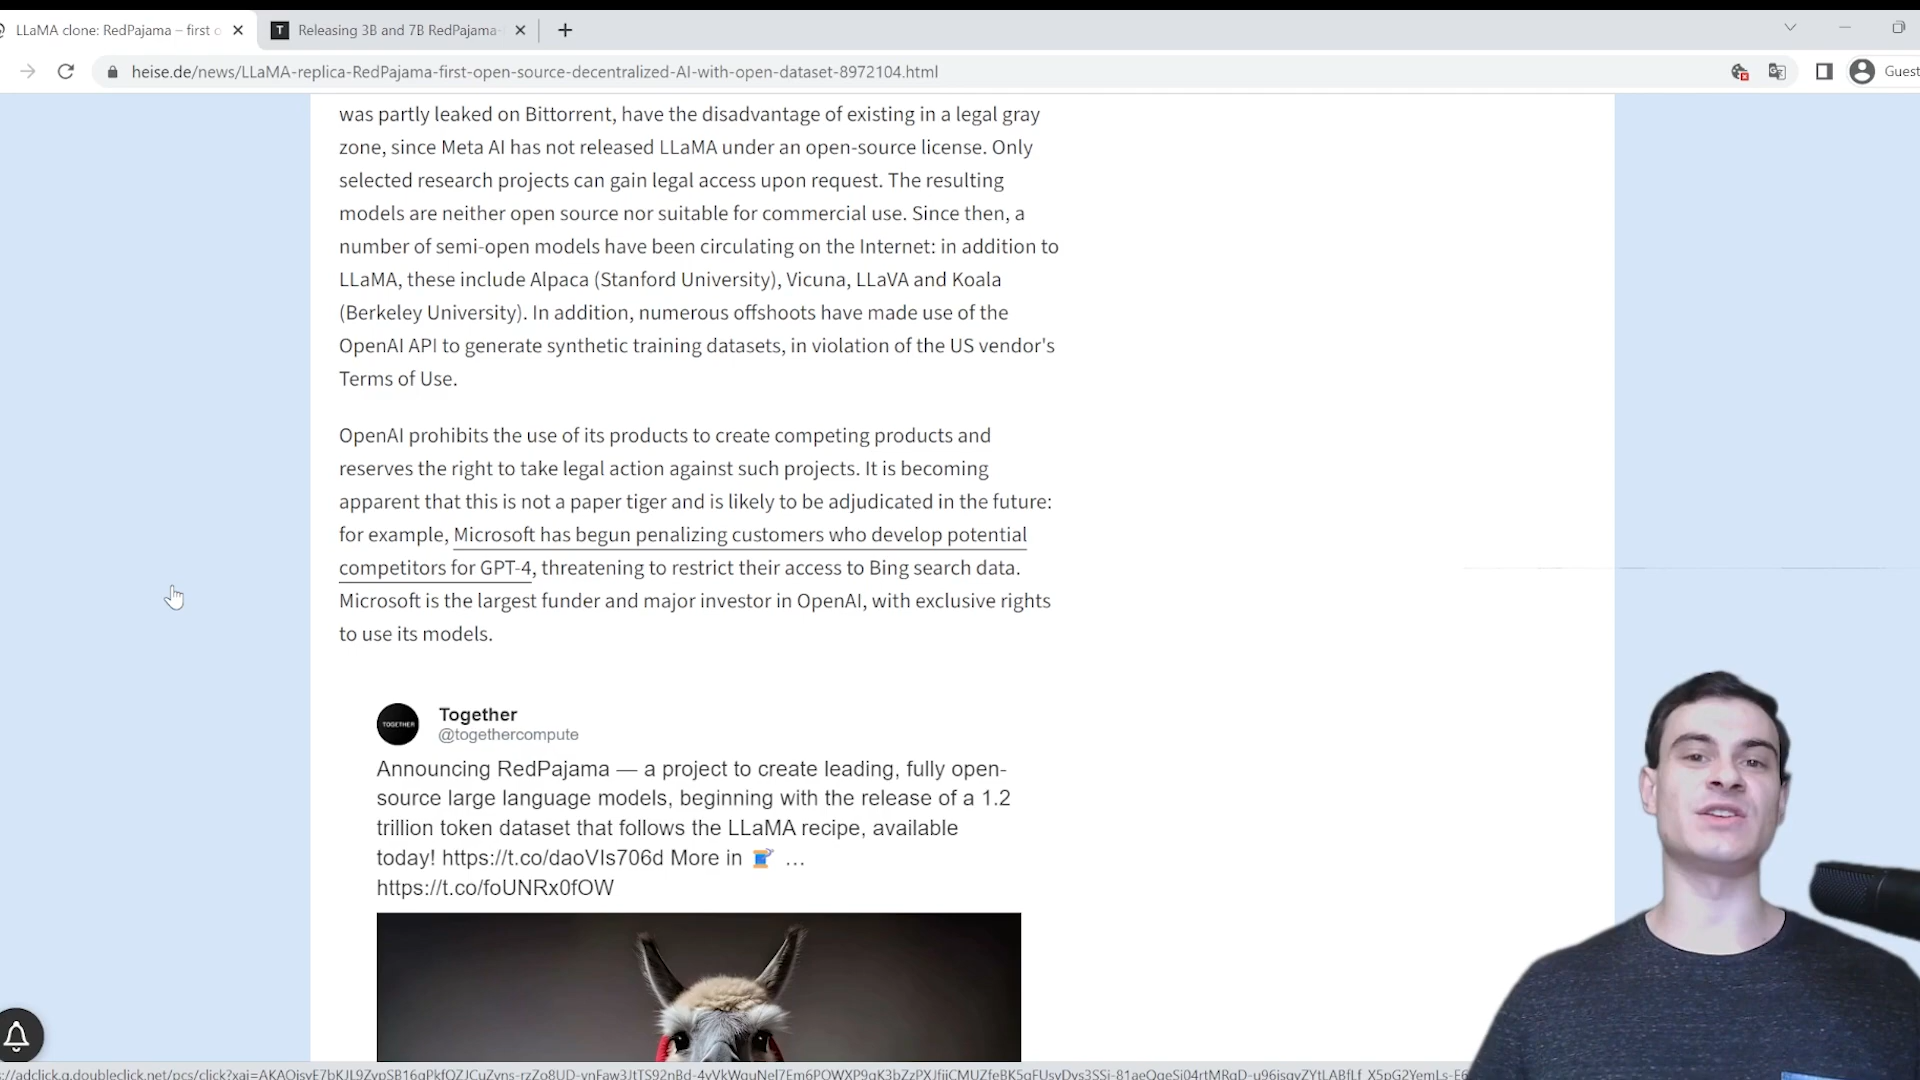 LLaMA clone: RedPajama – first o
T Releasing 3B and 7B RedPajama-
heise.de/news/LLaMA-replica-RedPajama-first-open-source-decentralized-AI-with-open-dataset-8972104.html
Guest
was partly leaked on Bittorrent, have the disadvantage of existing in a legal gray
zone, since Meta AI has not released LLaMA under an open-source license. Only
selected research projects can gain legal access upon request. The resulting
models are neither open source nor suitable for commercial use. Since then, a
number of semi-open models have been circulating on the Internet: in addition to
LLaMA, these include Alpaca (Stanford University), Vicuna, LLaVA and Koala
(Berkeley University). In addition, numerous offshoots have made use of the
OpenAI API to generate synthetic training datasets, in violation of the US vendor's
Terms of Use.
OpenAI prohibits the use of its products to create competing products and
reserves the right to take legal action against such projects. It is becoming
apparent that this is not a paper tiger and is likely to be adjudicated in the future:
for example, Microsoft has begun penalizing customers who develop potential
competitors for GPT-4, threatening to restrict their access to Bing search data.
Microsoft is the largest funder and major investor in OpenAI, with exclusive rights
to use its models.
TOGETHER
Together
@togethercompute
Announcing RedPajama — a project to create leading, fully open-
source large language models, beginning with the release of a 1.2
trillion token dataset that follows the LLaMA recipe, available
today! https://t.co/daoVIs706d More in 🧵 …
https://t.co/foUNRx0fOW